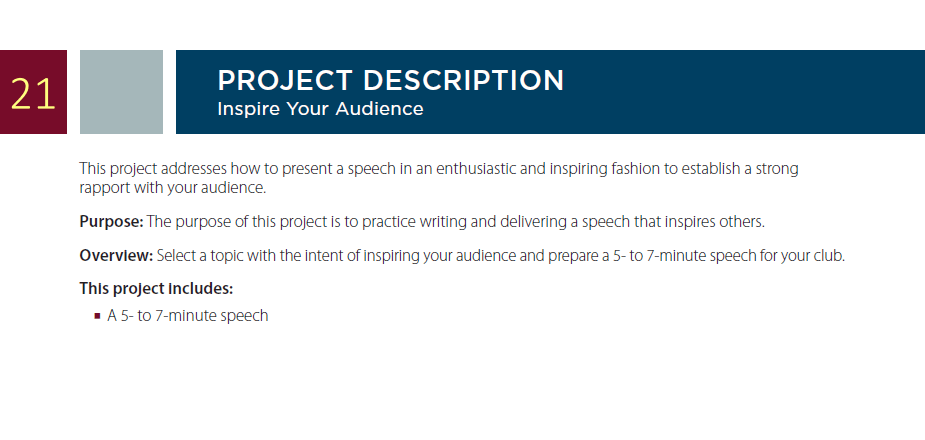 21
PROJECT DESCRIPTION
Inspire Your Audience
This project addresses how to present a speech in an enthusiastic and inspiring fashion to establish a strong
rapport with your audience.
Purpose: The purpose of this project is to practice writing and delivering a speech that inspires others.
Overview: Select a topic with the intent of inspiring your audience and prepare a 5- to 7-minute speech for your club.
This project includes:
▪ A 5- to 7-minute speech